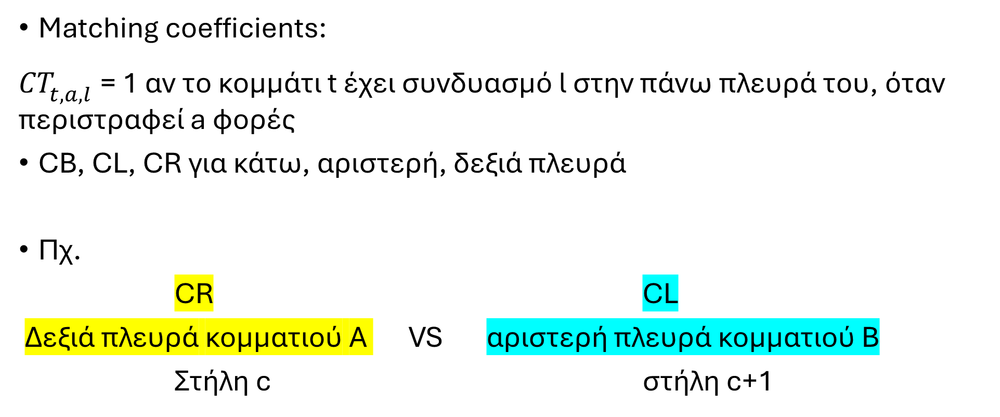 • Matching coefficients:
CT_{t,a,l} = 1 αν το κομμάτι t έχει συνδυασμό l στην πάνω πλευρά του, όταν
περιστραφεί a φορές
• CB, CL, CR για κάτω, αριστερή, δεξιά πλευρά
• Πχ.
CR CL
Δεξιά πλευρά κομματιού Α VS αριστερή πλευρά κομματιού Β
Στήλη c στήλη c+1